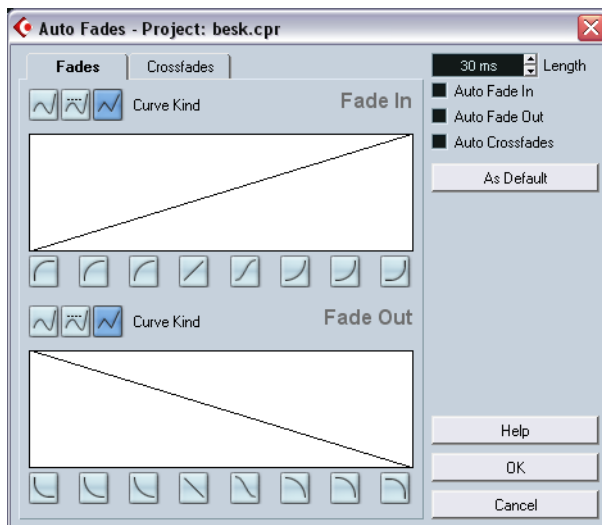 Auto Fades - Project: besk.cpr
Fades
Crossfades
Curve Kind
Fade In
Curve Kind
Fade Out
30 ms
Length
Auto Fade In
Auto Fade Out
Auto Crossfades
As Default
Help
OK
Cancel